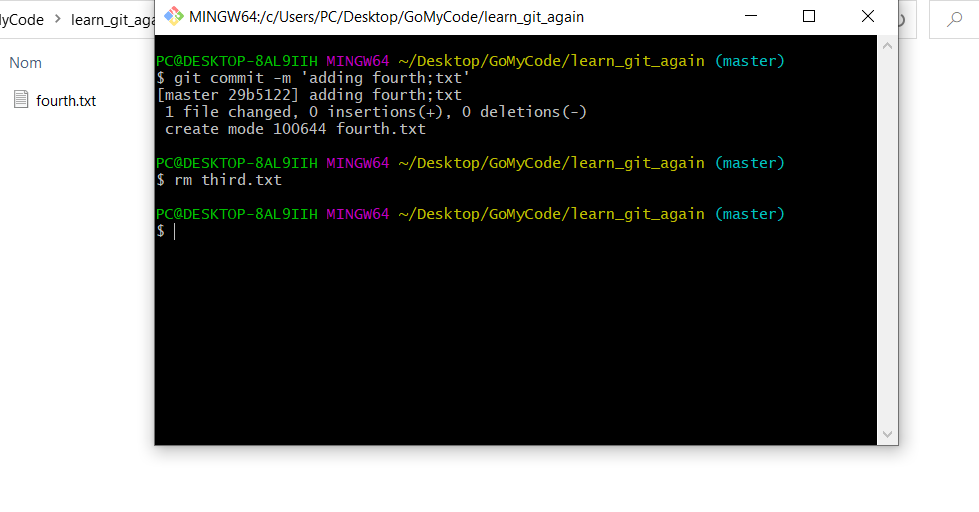 MINGW64:/c/Users/PC/Desktop/GoMyCode/learn_git_again
yCode > learn_git_aga
Nom
fourth.txt
PC@DESKTOP-8AL9IIH MINGW64 ~/Desktop/GoMyCode/learn_git_again (master)
$ git commit -m 'adding fourth;txt'
[master 29b5122] adding fourth;txt
1 file changed, 0 insertions(+), 0 deletions(-)
create mode 100644 fourth.txt
PC@DESKTOP-8AL9IIH MINGW64 ~/Desktop/GoMyCode/learn_git_again (master)
$ rm third.txt
PC@DESKTOP-8AL9IIH MINGW64 ~/Desktop/GoMyCode/learn_git_again (master)
$